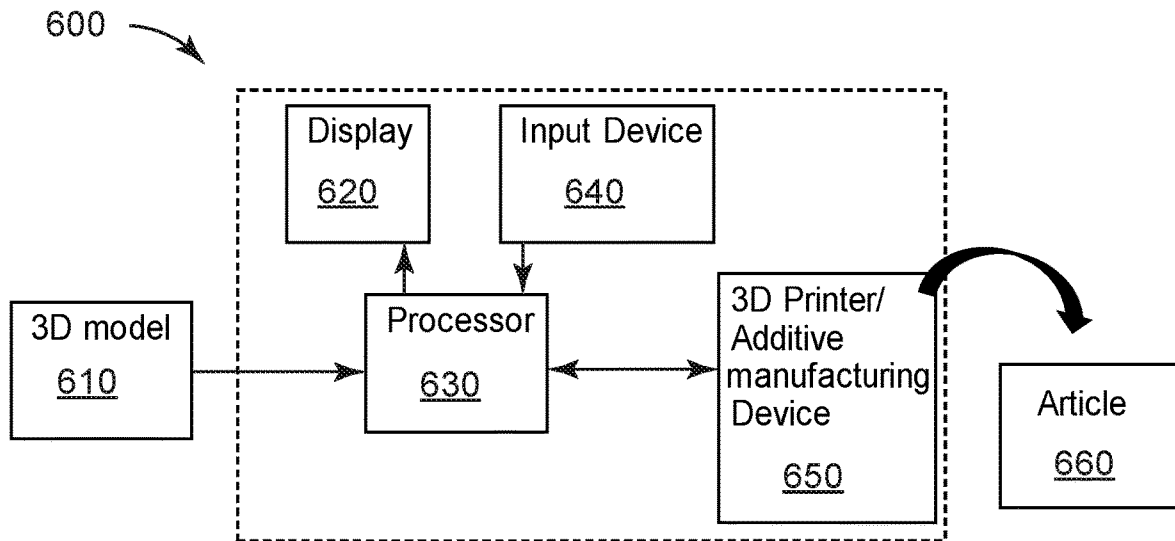 600
Display
620
Input Device
640
3D model
610
Processor
630
3D Printer/
Additive
manufacturing
Device
650
Article
660